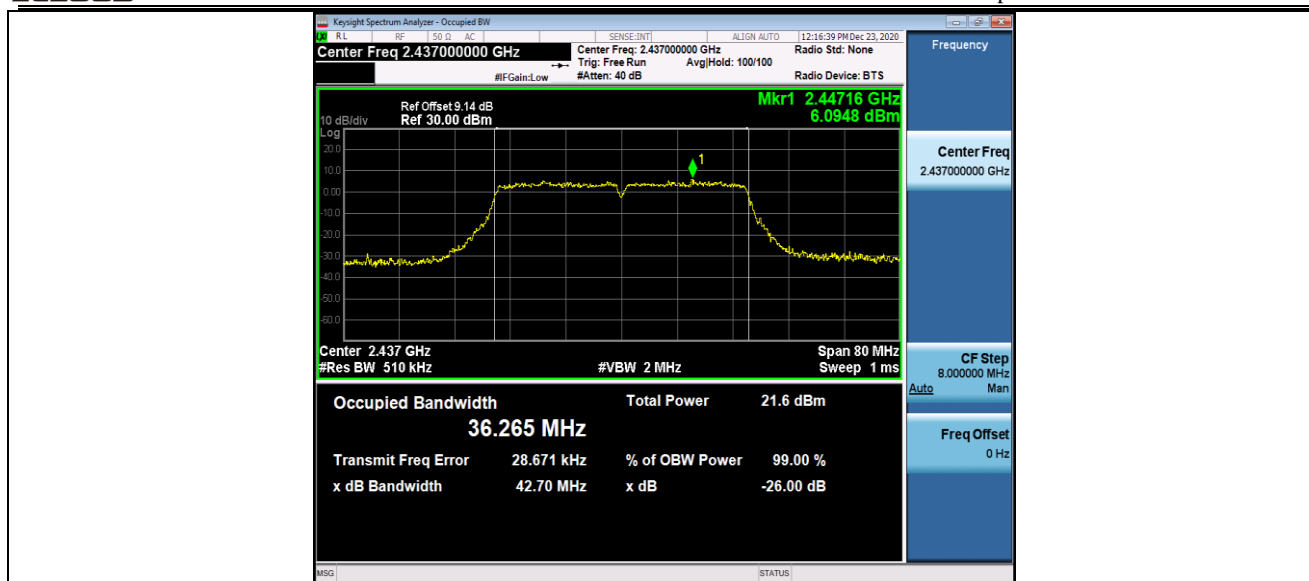 Keysight Spectrum Analyzer - Occupied BW
RL RF 50 Ω AC SENSE:INT ALIGN AUTO 12:16:39 PM Dec 23, 2020
Center Freq 2.437000000 GHz
Center Freq: 2.437000000 GHz
Radio Std: None
Trig: Free Run Avg|Hold: 100/100
#IFGain:Low
#Atten: 40 dB
Radio Device: BTS
Frequency
Ref Offset 9.14 dB
10 dB/div Ref 30.00 dBm
Mkr1 2.44716 GHz
6.0948 dBm
Log
20.0
10.0
0.00
-10.0
-20.0
-30.0
-40.0
-50.0
-60.0
1
Center 2.437 GHz
Span 80 MHz
#Res BW 510 kHz
#VBW 2 MHz
Sweep 1 ms
Center Freq
2.437000000 GHz
CF Step
8.000000 MHz
Auto Man
Freq Offset
0 Hz
Occupied Bandwidth
36.265 MHz
Total Power 21.6 dBm
Transmit Freq Error 28.671 kHz % of OBW Power 99.00 %
x dB Bandwidth 42.70 MHz x dB -26.00 dB
MSG STATUS